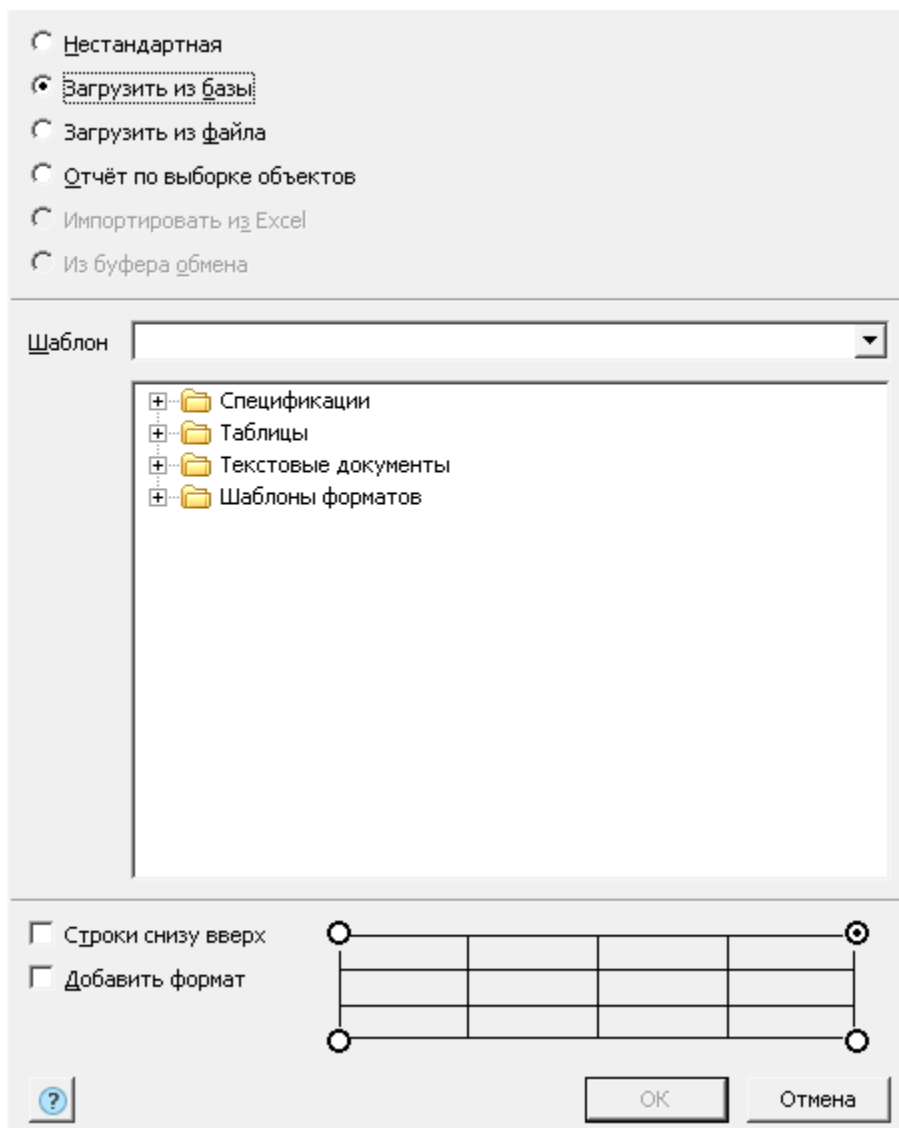 Нестандартная
Загрузить из базы
Загрузить из файла
Отчёт по выборке объектов
Импортировать из Excel
Из буфера обмена
Шаблон
Спецификации
Таблицы
Текстовые документы
Шаблоны форматов
Строки снизу вверх
Добавить формат
?
OK
Отмена